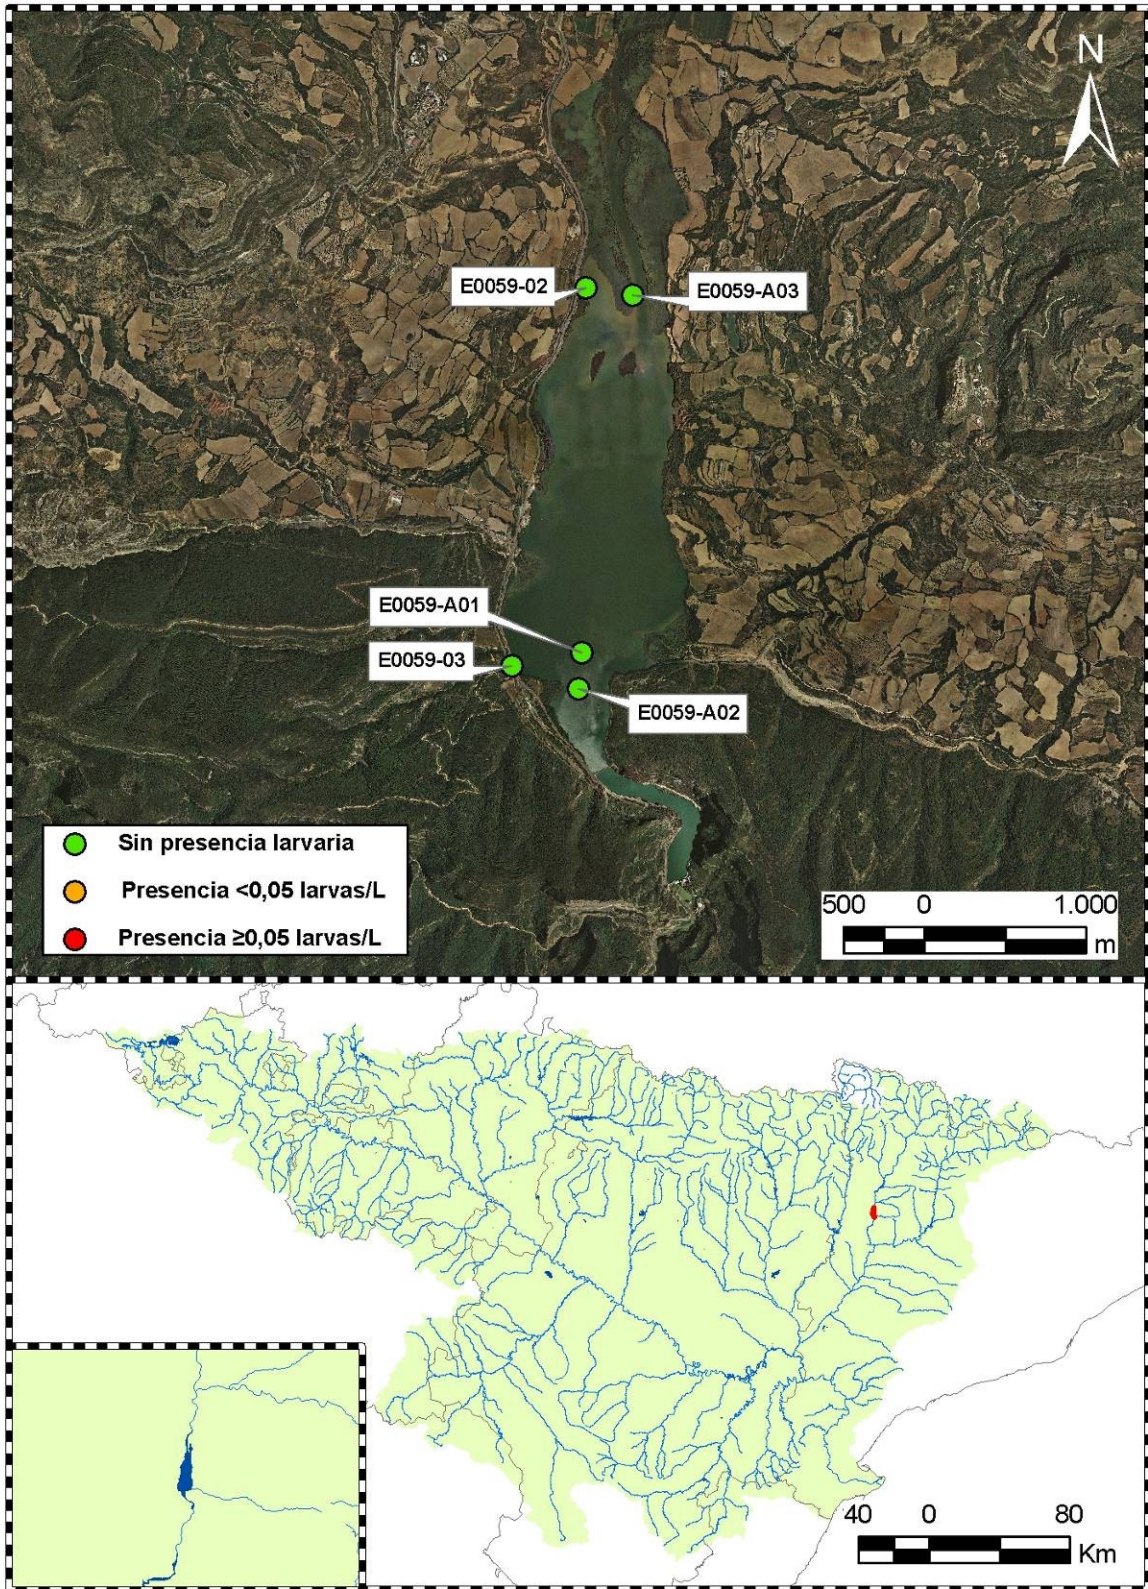 N
E0059-02
E0059-A03
E0059-A01
E0059-03
E0059-A02
Sin presencia larvaria
Presencia <0,05 larvas/L
Presencia ≥0,05 larvas/L
500 0 1.000
m
40 0 80
Km